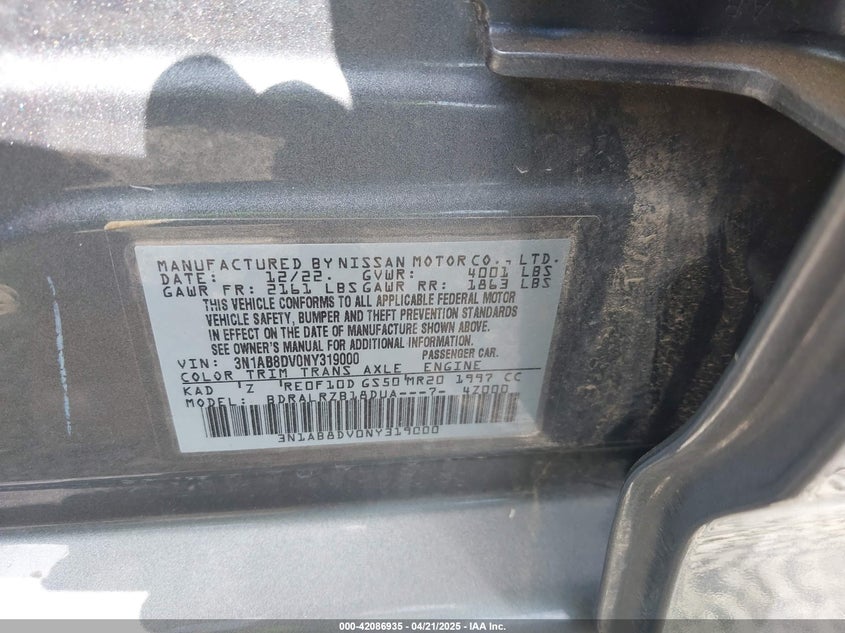 MANUFACTURED BY NISSAN MOTOR CO., LTD.
DATE: 12/22. GVWR: 4001 LBS
GAWR FR: 2161 LBS GAWR RR: 1863 LBS
THIS VEHICLE CONFORMS TO ALL APPLICABLE FEDERAL MOTOR
VEHICLE SAFETY, BUMPER AND THEFT PREVENTION STANDARDS
IN EFFECT ON THE DATE OF MANUFACTURE SHOWN ABOVE.
SEE OWNER'S MANUAL FOR ADDITIONAL INFORMATION.
VIN: 3N1AB8DV0NY319000 PASSENGER CAR.
COLOR TRIM TRANS AXLE ENGINE
KAD Z RE0F10D GS50 MR20 1997 CC
MODEL: BDRALRZB18DUA---7- 4Z000
3N1AB8DV0NY319000
000-42086935 - 04/21/2025 - IAA Inc.